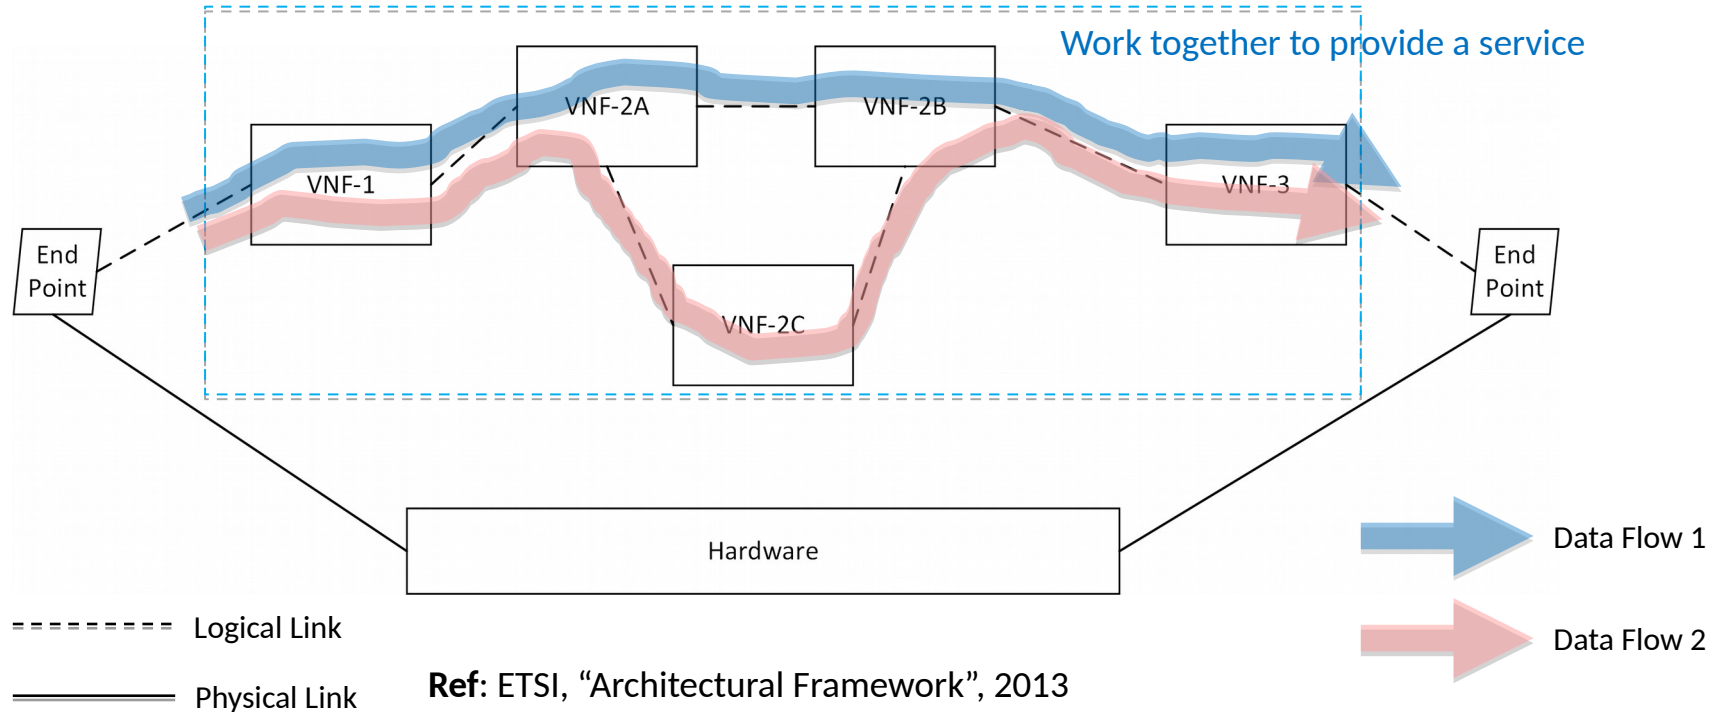 Work together to provide a service
VNF-2A
VNF-2B
VNF-1
VNF-3
End
Point
End
Point
VNF-2C
Hardware
Data Flow 1
Data Flow 2
Logical Link
Physical Link
Ref: ETSI, “Architectural Framework”, 2013